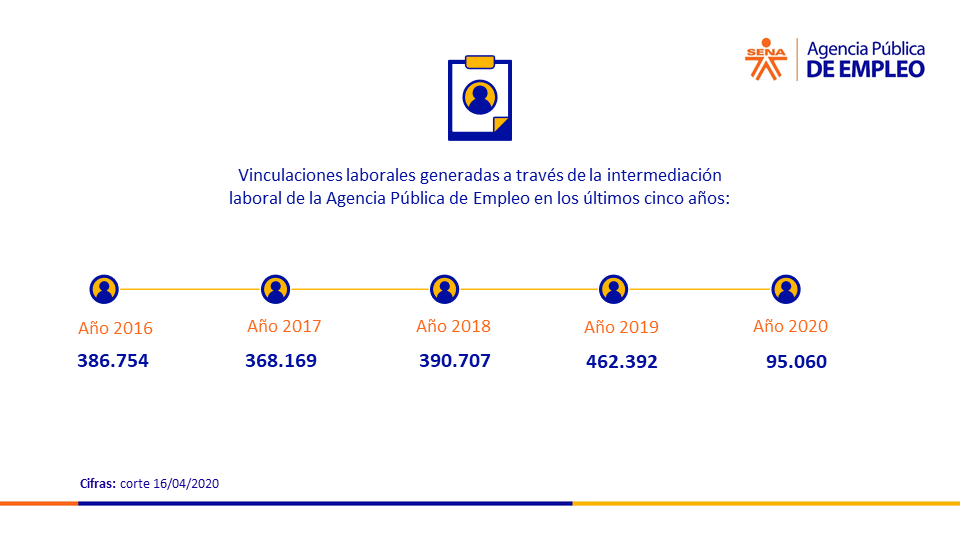 SENA
Agencia Pública
DE EMPLEO
Vinculaciones laborales generadas a través de la intermediación
laboral de la Agencia Pública de Empleo en los últimos cinco años:
Año 2016
Año 2017
Año 2018
Año 2019
Año 2020
386.754
368.169
390.707
462.392
95.060
Cifras: corte 16/04/2020